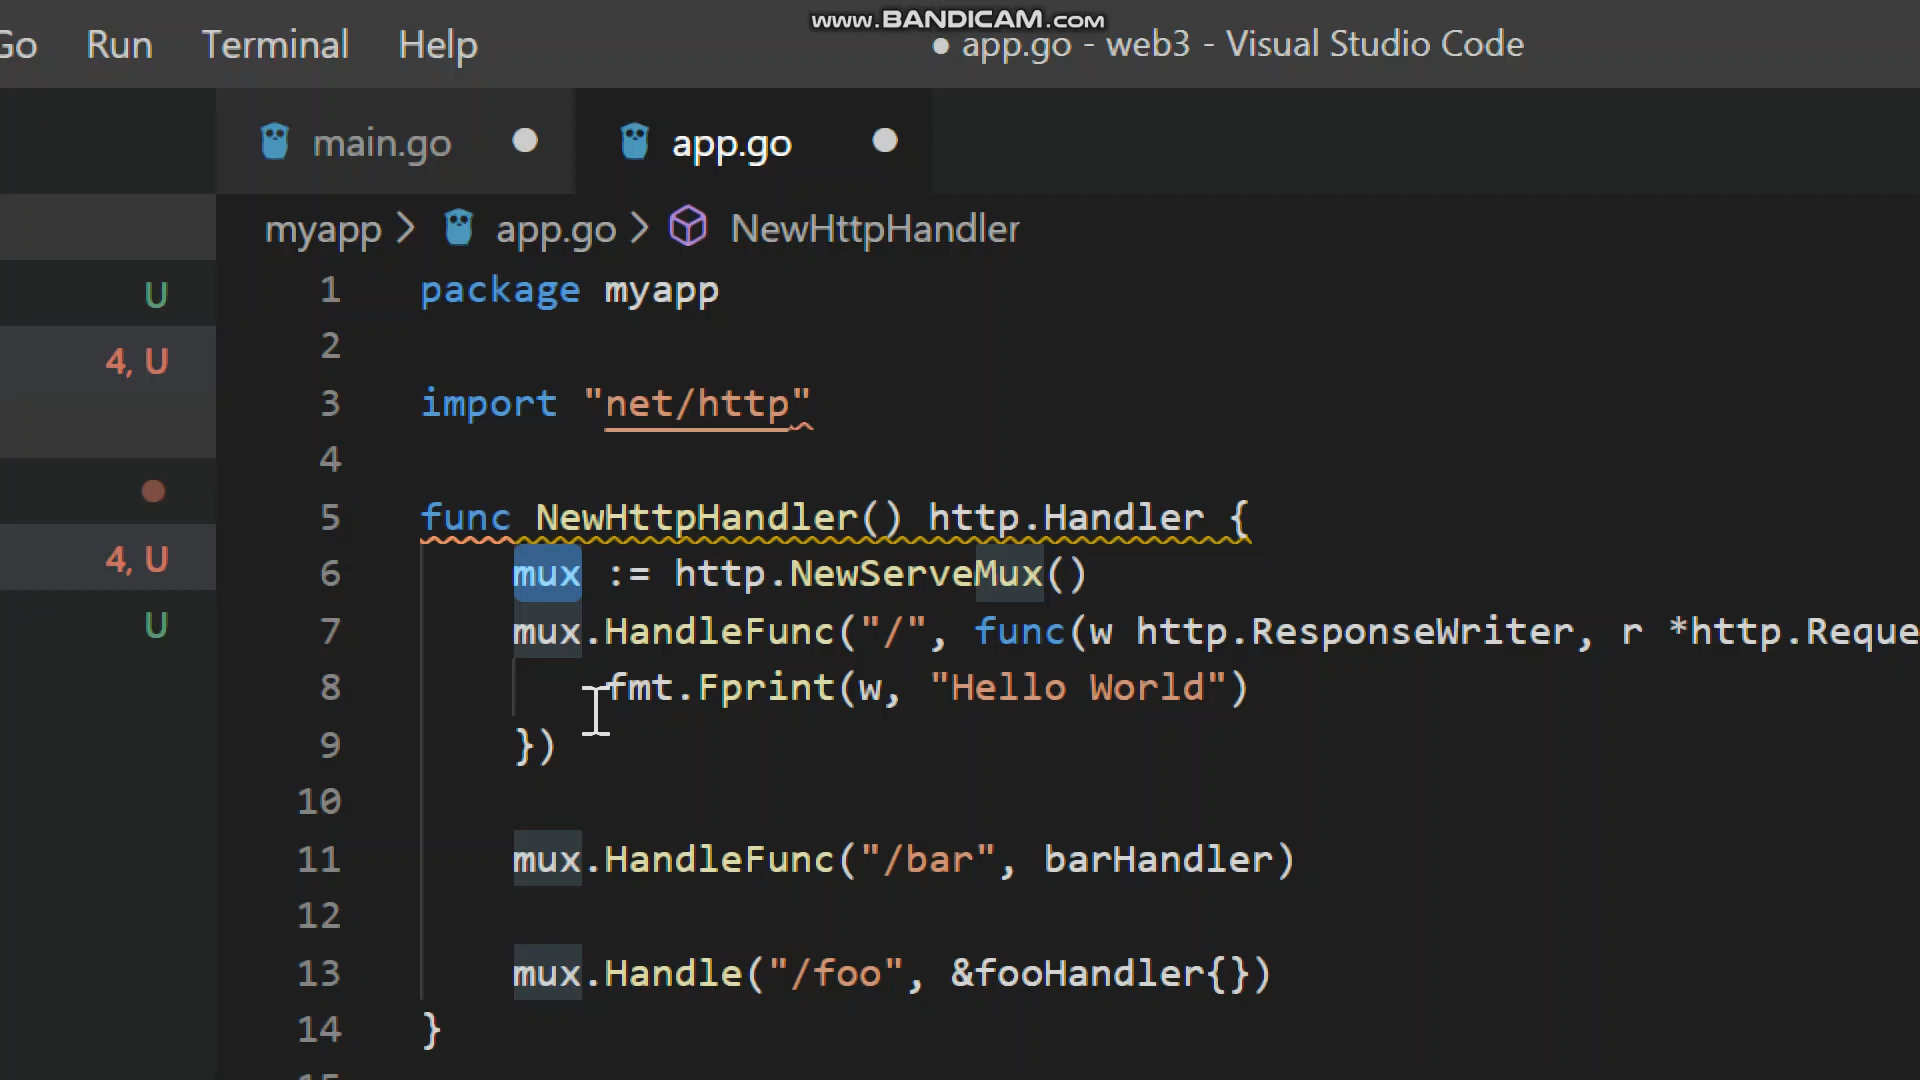 www.BANDICAM.com
Go Run Terminal Help ● app.go - web3 - Visual Studio Code
main.go app.go
myapp > app.go > NewHttpHandler
1 package myapp
U
2
4, U
3 import "net/http"
4
5 func NewHttpHandler() http.Handler {
4, U
6 mux := http.NewServeMux()
U
7 mux.HandleFunc("/", func(w http.ResponseWriter, r *http.Reque
8 fmt.Fprint(w, "Hello World")
9 })
10
11 mux.HandleFunc("/bar", barHandler)
12
13 mux.Handle("/foo", &fooHandler{})
14 }